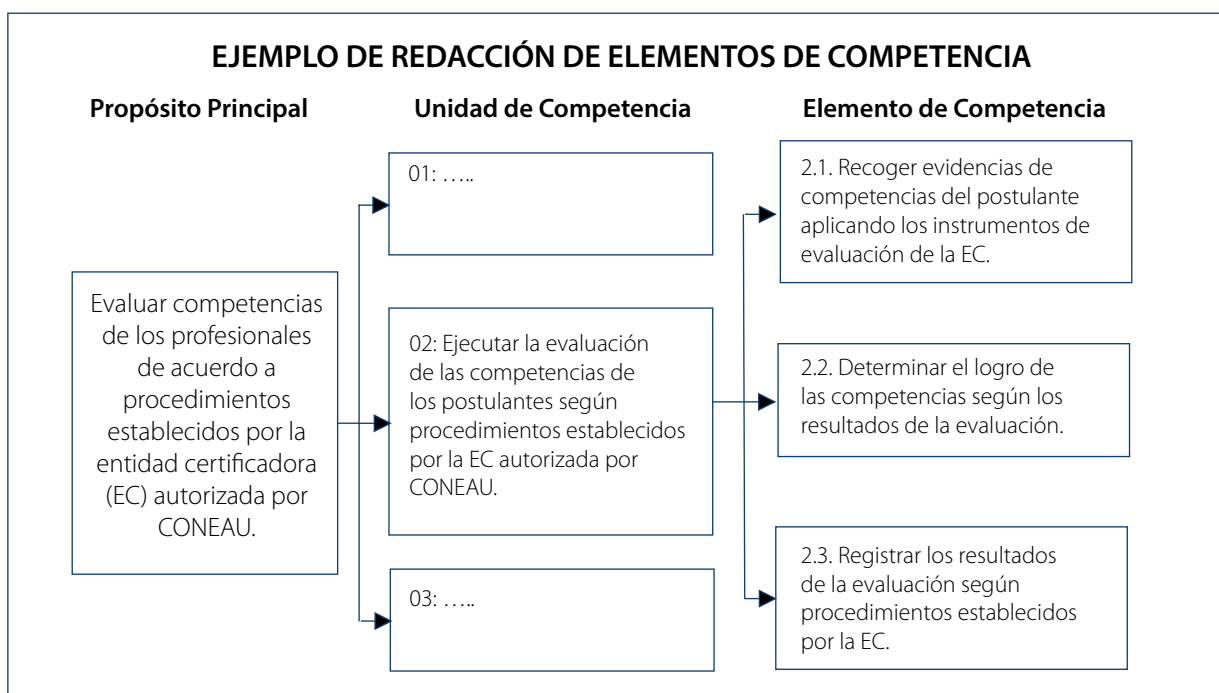 EJEMPLO DE REDACCIÓN DE ELEMENTOS DE COMPETENCIA
Propósito Principal
Unidad de Competencia
Elemento de Competencia
Evaluar competencias
de los profesionales
de acuerdo a
procedimientos
establecidos por la
entidad certificadora
(EC) autorizada por
CONEAU.
01: …..
02: Ejecutar la evaluación
de las competencias de
los postulantes según
procedimientos establecidos
por la EC autorizada por
CONEAU.
03: …..
2.1. Recoger evidencias de
competencias del postulante
aplicando los instrumentos de
evaluación de la EC.
2.2. Determinar el logro de
las competencias según los
resultados de la evaluación.
2.3. Registrar los resultados
de la evaluación según
procedimientos establecidos
por la EC.